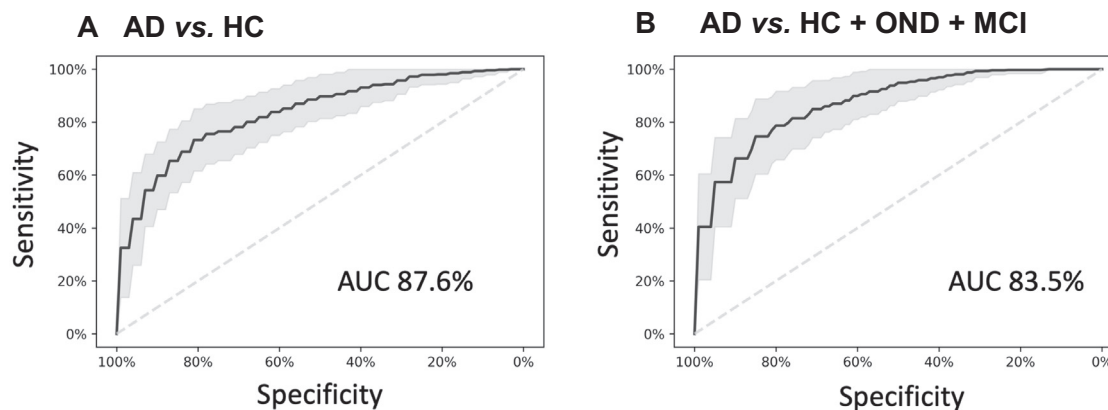 A AD vs. HC
100%
80%
60%
40%
20%
0%
Sensitivity
AUC 87.6%
100% 80% 60% 40% 20% 0%
Specificity
B AD vs. HC + OND + MCI
100%
80%
60%
40%
20%
0%
Sensitivity
AUC 83.5%
100% 80% 60% 40% 20% 0%
Specificity